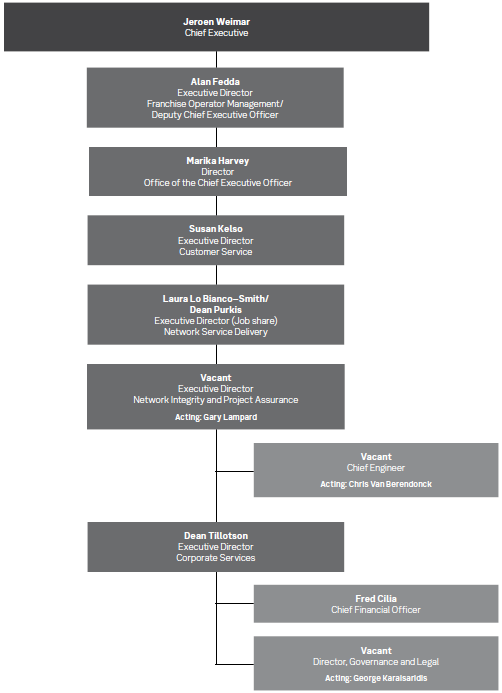 Jeroen Weimar
Chief Executive
Alan Fedda
Executive Director
Franchise Operator Management/
Deputy Chief Executive Officer
Marika Harvey
Director
Office of the Chief Executive Officer
Susan Kelso
Executive Director
Customer Service
Laura Lo Bianco–Smith/
Dean Purkis
Executive Director (Job share)
Network Service Delivery
Vacant
Executive Director
Network Integrity and Project Assurance
Acting: Gary Lampard
Vacant
Chief Engineer
Acting: Chris Van Berendonck
Dean Tillotson
Executive Director
Corporate Services
Fred Cilia
Chief Financial Officer
Vacant
Director, Governance and Legal
Acting: George Karaisaridis